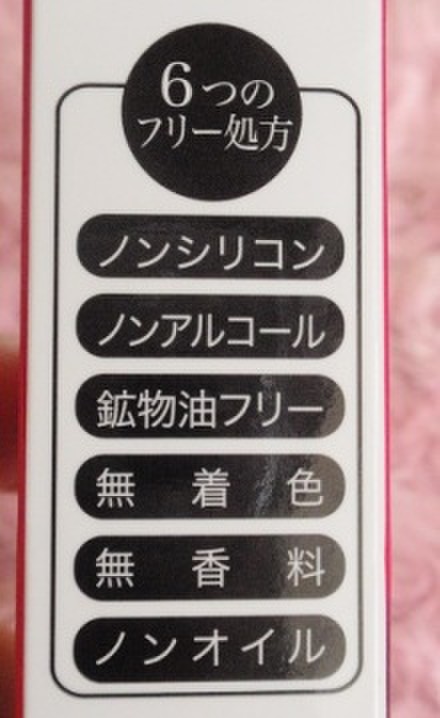 6つの
フリー処方
ノンシリコン
ノンアルコール
鉱物油フリー
無着色
無香料
ノンオイル